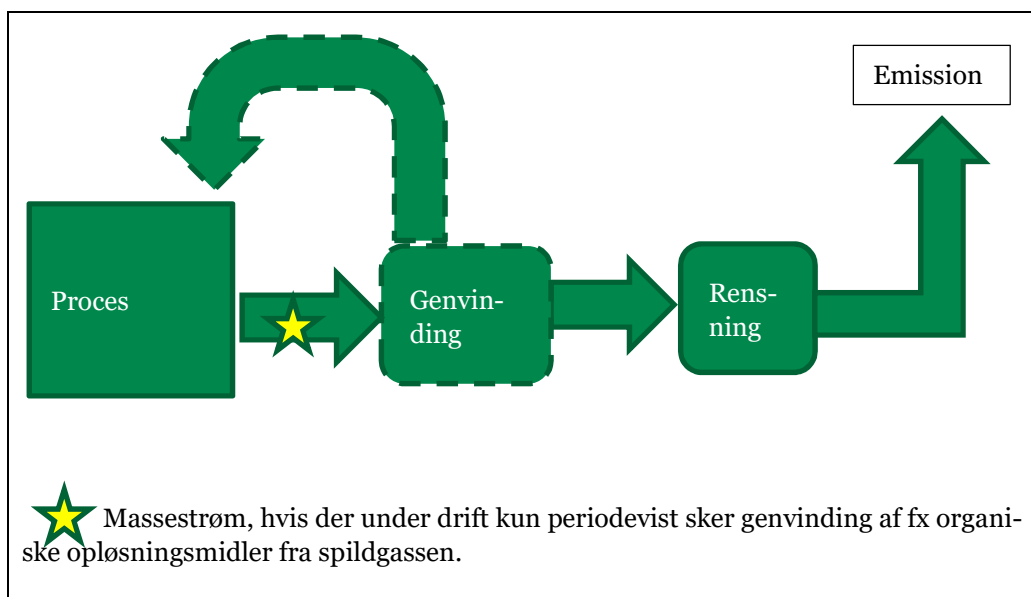 Emission
Proces
Genvin-
ding
Rens-
ning
Massestrøm, hvis der under drift kun periodevist sker genvinding af fx organi-
ske opløsningsmidler fra spildgassen.